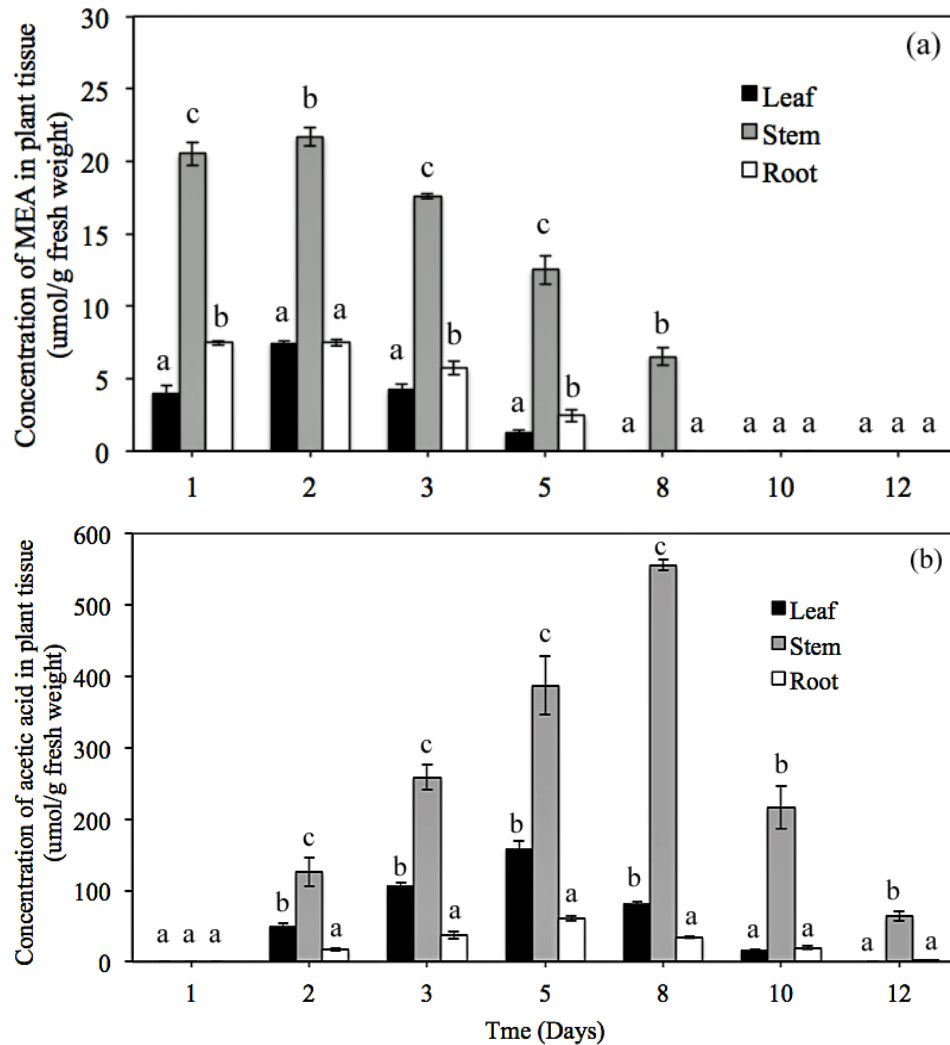 (a)
Concentration of MEA in plant tissue
(umol/g fresh weight)
30
25
20
15
10
5
0
Leaf
Stem
Root
a c b
a b a
a c b
a c b
a b a
a a a
a a a
1 2 3 5 8 10 12
(b)
Concentration of acetic acid in plant tissue
(umol/g fresh weight)
600
500
400
300
200
100
0
Leaf
Stem
Root
a a a
b c a
b c a
b c a
b c a
a b a
a b a
1 2 3 5 8 10 12
Tme (Days)